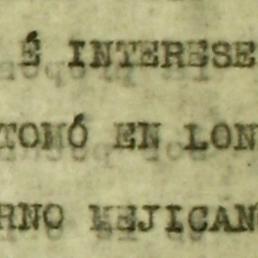 É INTERESE
TOMÓ EN LON
RNO MEJICAN